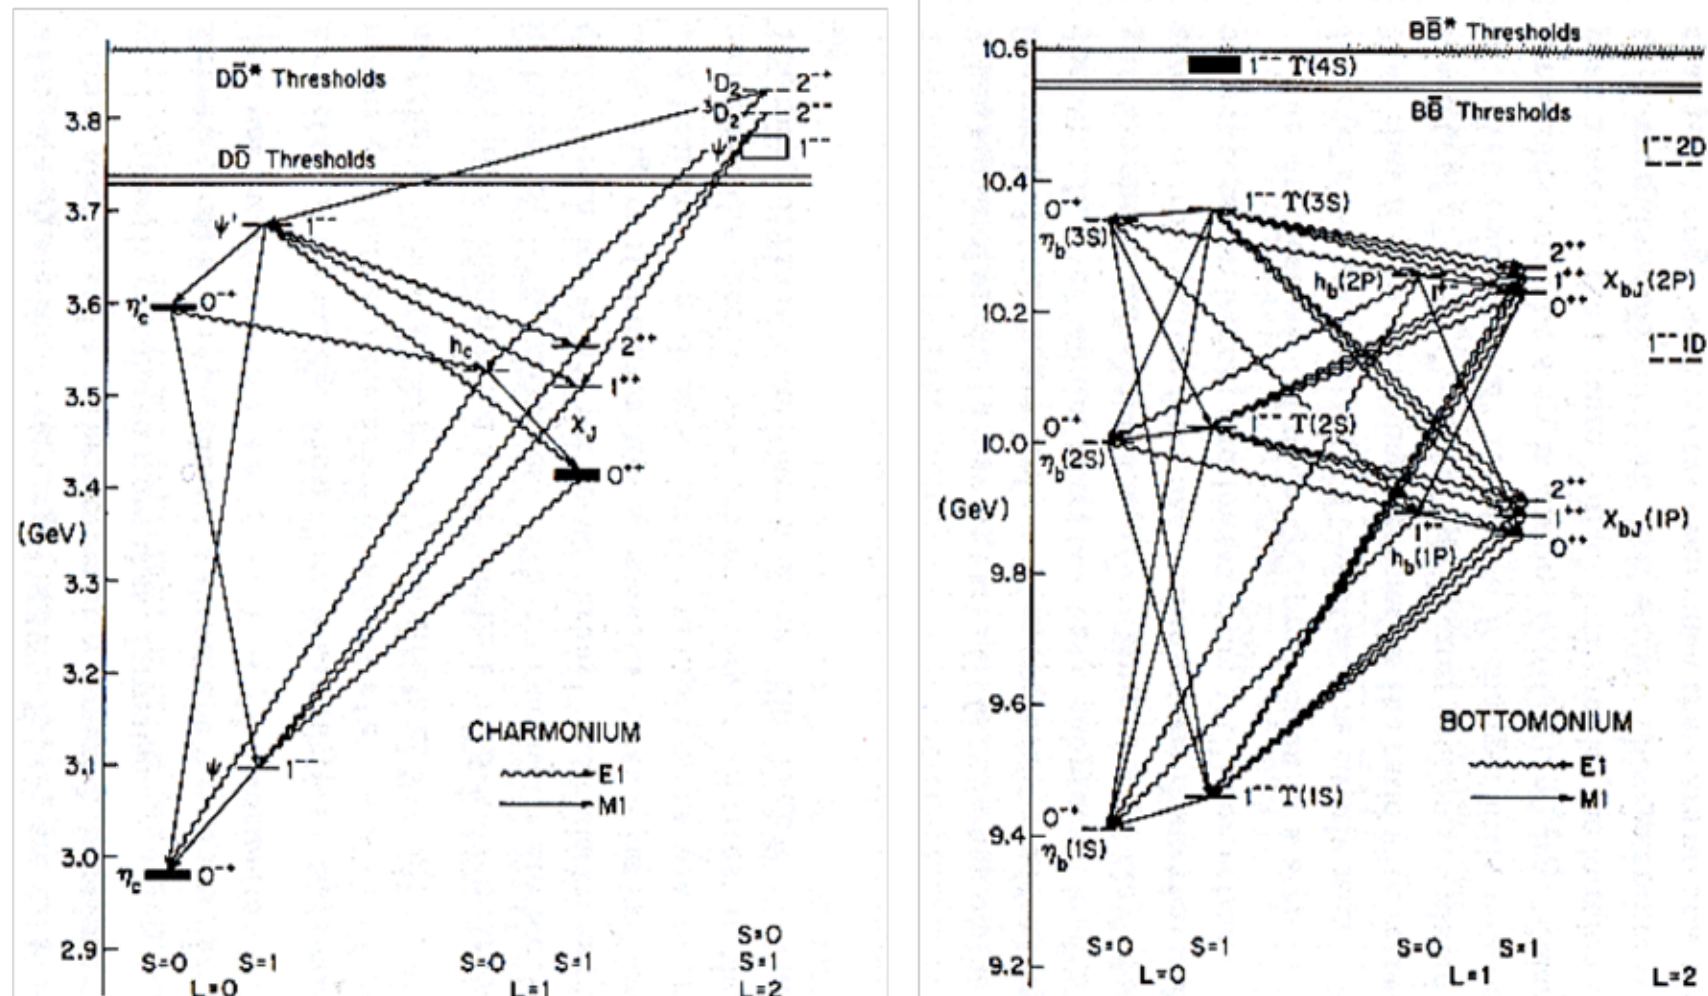 DD̄* Thresholds
¹D₂ 2⁻⁺
³D₂ 2⁻⁻
3.8
ψ" 1⁻⁻
DD̄ Thresholds
3.7
ψ' 1⁻⁻
3.6
η'c 0⁻⁺
hc
2⁺⁺
1⁺⁺
3.5
χJ
0⁺⁺
3.4
(GeV)
3.3
3.2
CHARMONIUM
3.1
ψ 1⁻⁻
E1
M1
3.0
ηc 0⁻⁺
2.9
S=0
S=0 S=1 S=0 S=1 S=1
L=0 L=1 L=2
BB̄* Thresholds
10.6
1⁻⁻ ϒ(4S)
BB̄ Thresholds
1⁻⁻2D
10.4
0⁻⁺
1⁻⁻ ϒ(3S)
ηb(3S)
2⁺⁺
hb(2P)
1⁺⁻
1⁺⁺ χbJ(2P)
0⁺⁺
10.2
1⁻⁻1D
0⁻⁺
1⁻⁻ ϒ(2S)
10.0
ηb(2S)
2⁺⁺
(GeV)
1⁺⁺ χbJ(1P)
1⁺⁻
0⁺⁺
hb(1P)
9.8
9.6
BOTTOMONIUM
E1
0⁻⁺
1⁻⁻ ϒ(1S)
M1
9.4
ηb(1S)
S=0 S=1 S=0 S=1
9.2
L=0 L=1 L=2